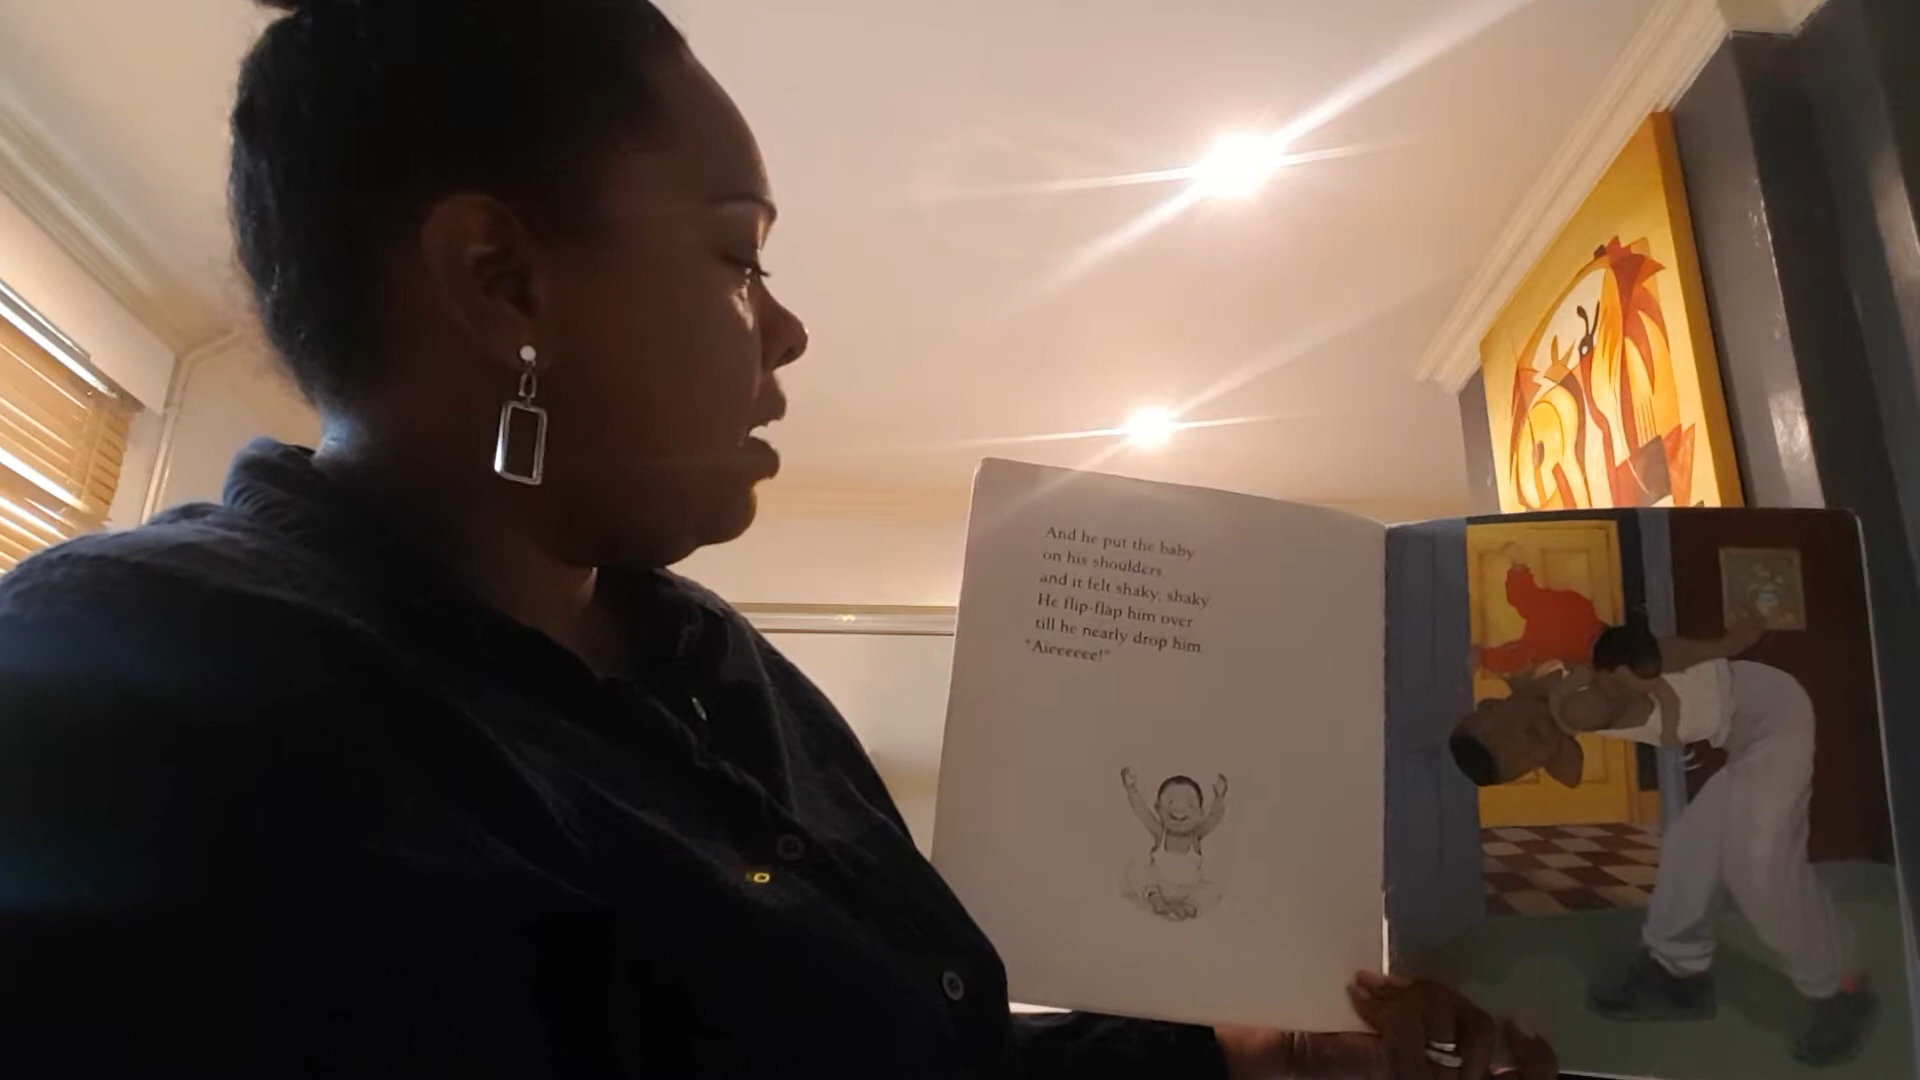 And he put the baby
on his shoulders
and it felt shaky, shaky.
He flip-flap him over
till he nearly drop him
"Aieeeeee!"